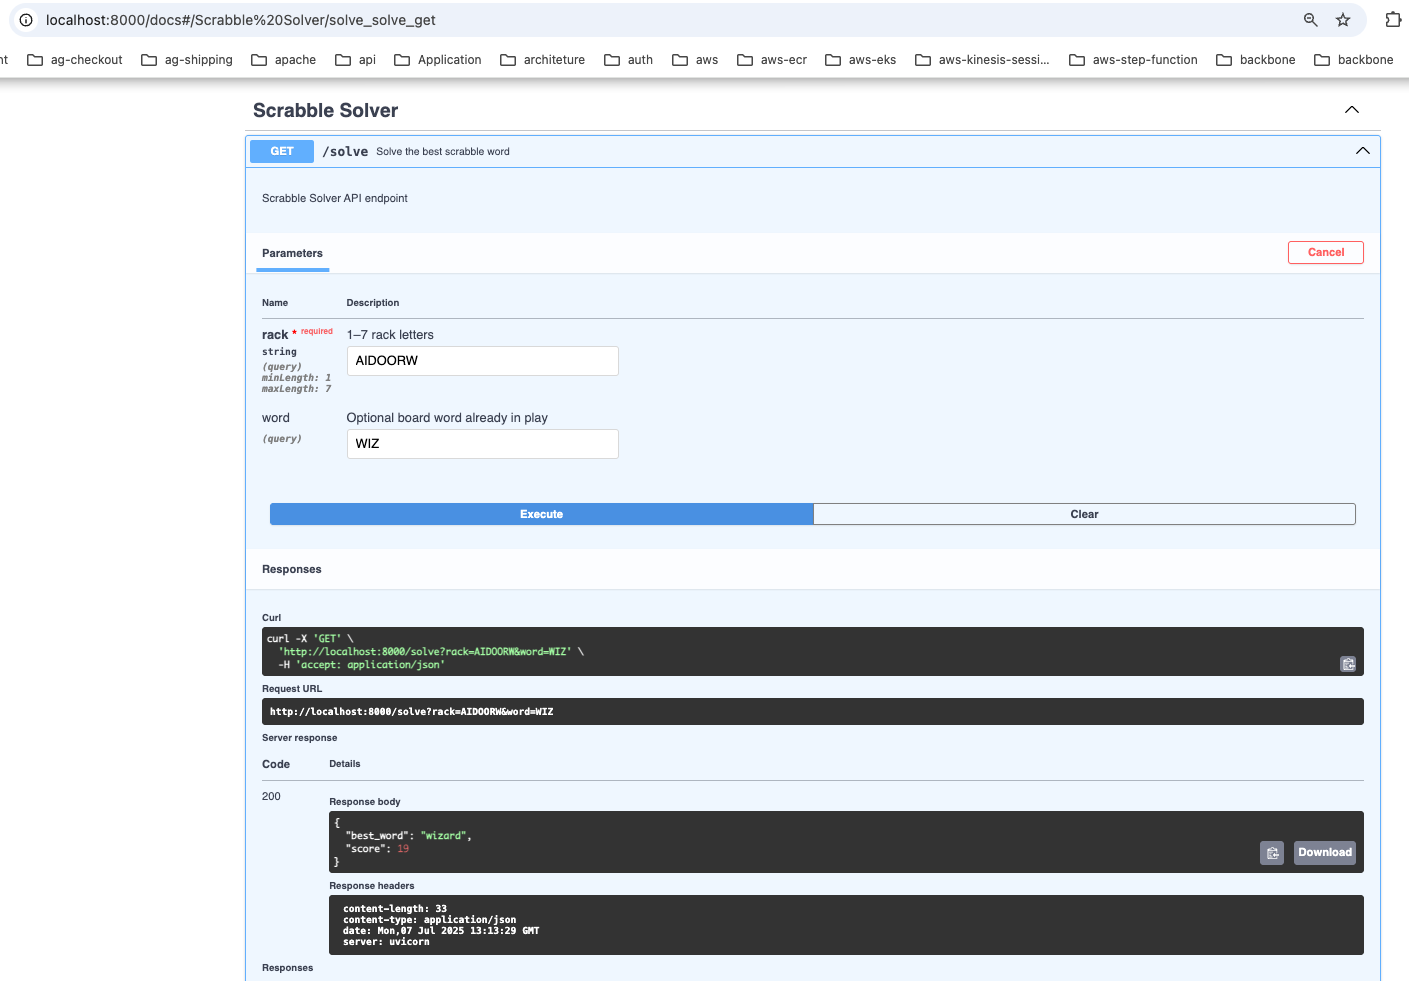 localhost:8000/docs#/Scrabble%20Solver/solve_solve_get
nt ag-checkout ag-shipping apache api Application architeture auth aws aws-ecr aws-eks aws-kinesis-sessi... aws-step-function backbone backbone
Scrabble Solver
GET /solve Solve the best scrabble word
Scrabble Solver API endpoint
Parameters Cancel
Name Description
rack * required 1–7 rack letters
string
(query)
minLength: 1
maxLength: 7
AIDOORW
word Optional board word already in play
(query)
WIZ
Execute Clear
Responses
Curl
curl -X 'GET' \
'http://localhost:8000/solve?rack=AIDOORW&word=WIZ' \
-H 'accept: application/json'
Request URL
http://localhost:8000/solve?rack=AIDOORW&word=WIZ
Server response
Code Details
200
Response body
{
"best_word": "wizard",
"score": 19
}
Download
Response headers
content-length: 33
content-type: application/json
date: Mon,07 Jul 2025 13:13:29 GMT
server: uvicorn
Responses